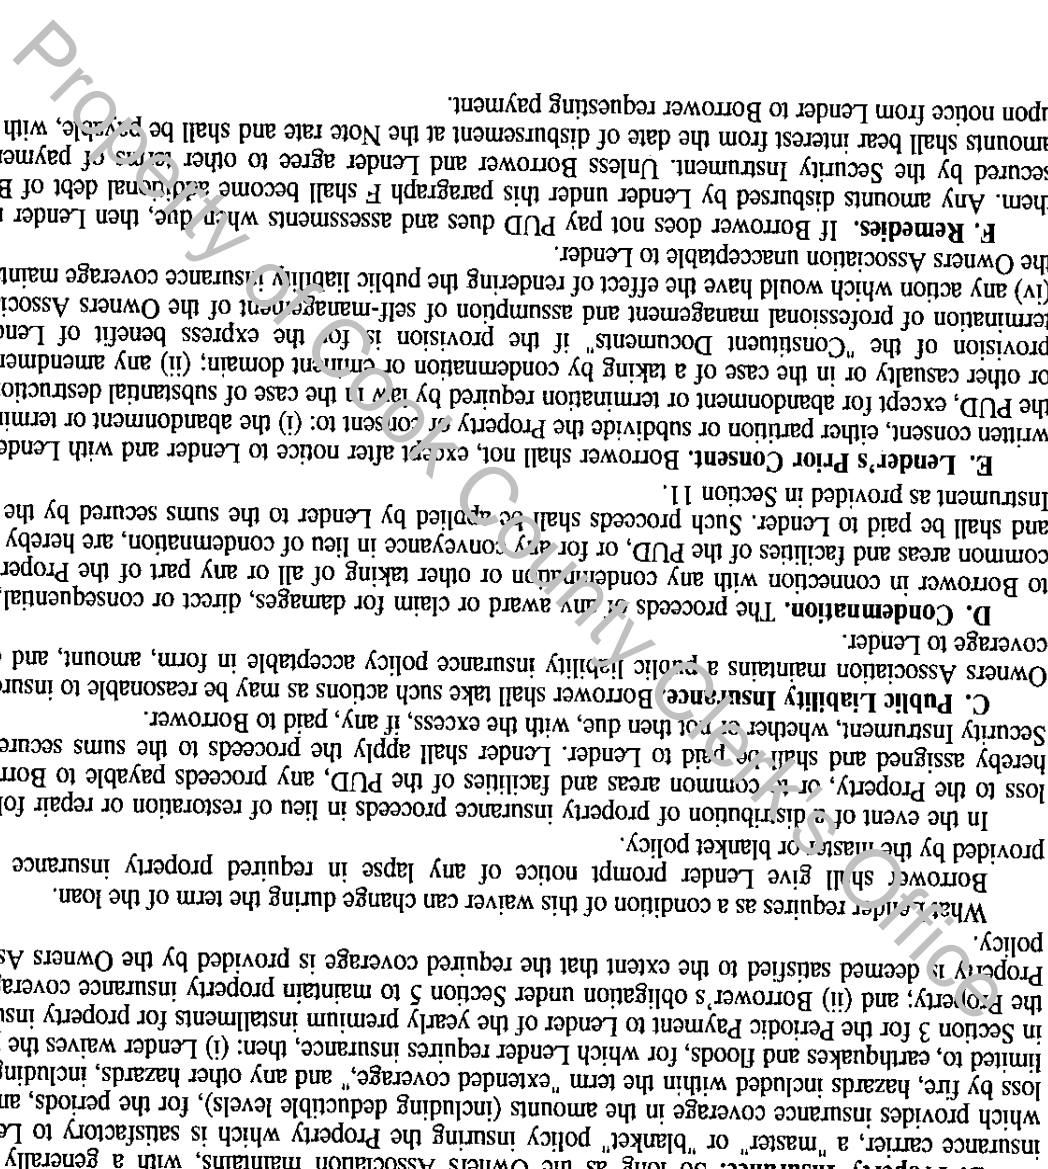 B. Property Insurance. So long as the Owners Association maintains, with a generally
insurance carrier, a "master" or "blanket" policy insuring the Property which is satisfactory to Le
which provides insurance coverage in the amounts (including deductible levels), for the periods, an
loss by fire, hazards included within the term "extended coverage," and any other hazards, including
limited to, earthquakes and floods, for which Lender requires insurance, then: (i) Lender waives the
in Section 3 for the Periodic Payment to Lender of the yearly premium installments for property insu
the Property; and (ii) Borrower's obligation under Section 5 to maintain property insurance coverag
Property is deemed satisfied to the extent that the required coverage is provided by the Owners As
policy.
What Lender requires as a condition of this waiver can change during the term of the loan.
Borrower shall give Lender prompt notice of any lapse in required property insurance
provided by the master or blanket policy.
In the event of a distribution of property insurance proceeds in lieu of restoration or repair fol
loss to the Property, or to common areas and facilities of the PUD, any proceeds payable to Borr
hereby assigned and shall be paid to Lender. Lender shall apply the proceeds to the sums secure
Security Instrument, whether or not then due, with the excess, if any, paid to Borrower.
C. Public Liability Insurance. Borrower shall take such actions as may be reasonable to insure
Owners Association maintains a public liability insurance policy acceptable in form, amount, and
coverage to Lender.
D. Condemnation. The proceeds of any award or claim for damages, direct or consequential,
to Borrower in connection with any condemnation or other taking of all or any part of the Proper
common areas and facilities of the PUD, or for any conveyance in lieu of condemnation, are hereby
and shall be paid to Lender. Such proceeds shall be applied by Lender to the sums secured by the
Instrument as provided in Section 11.
E. Lender's Prior Consent. Borrower shall not, except after notice to Lender and with Lende
written consent, either partition or subdivide the Property or consent to: (i) the abandonment or termin
the PUD, except for abandonment or termination required by law in the case of substantial destruction
or other casualty or in the case of a taking by condemnation or eminent domain; (ii) any amendmen
provision of the "Constituent Documents" if the provision is for the express benefit of Lend
termination of professional management and assumption of self-management of the Owners Associ
(iv) any action which would have the effect of rendering the public liability insurance coverage maint
the Owners Association unacceptable to Lender.
F. Remedies. If Borrower does not pay PUD dues and assessments when due, then Lender
them. Any amounts disbursed by Lender under this paragraph F shall become additional debt of B
secured by the Security Instrument. Unless Borrower and Lender agree to other terms of paymen
amounts shall bear interest from the date of disbursement at the Note rate and shall be payable, with
upon notice from Lender to Borrower requesting payment.
Property of Cook County Clerk's Office